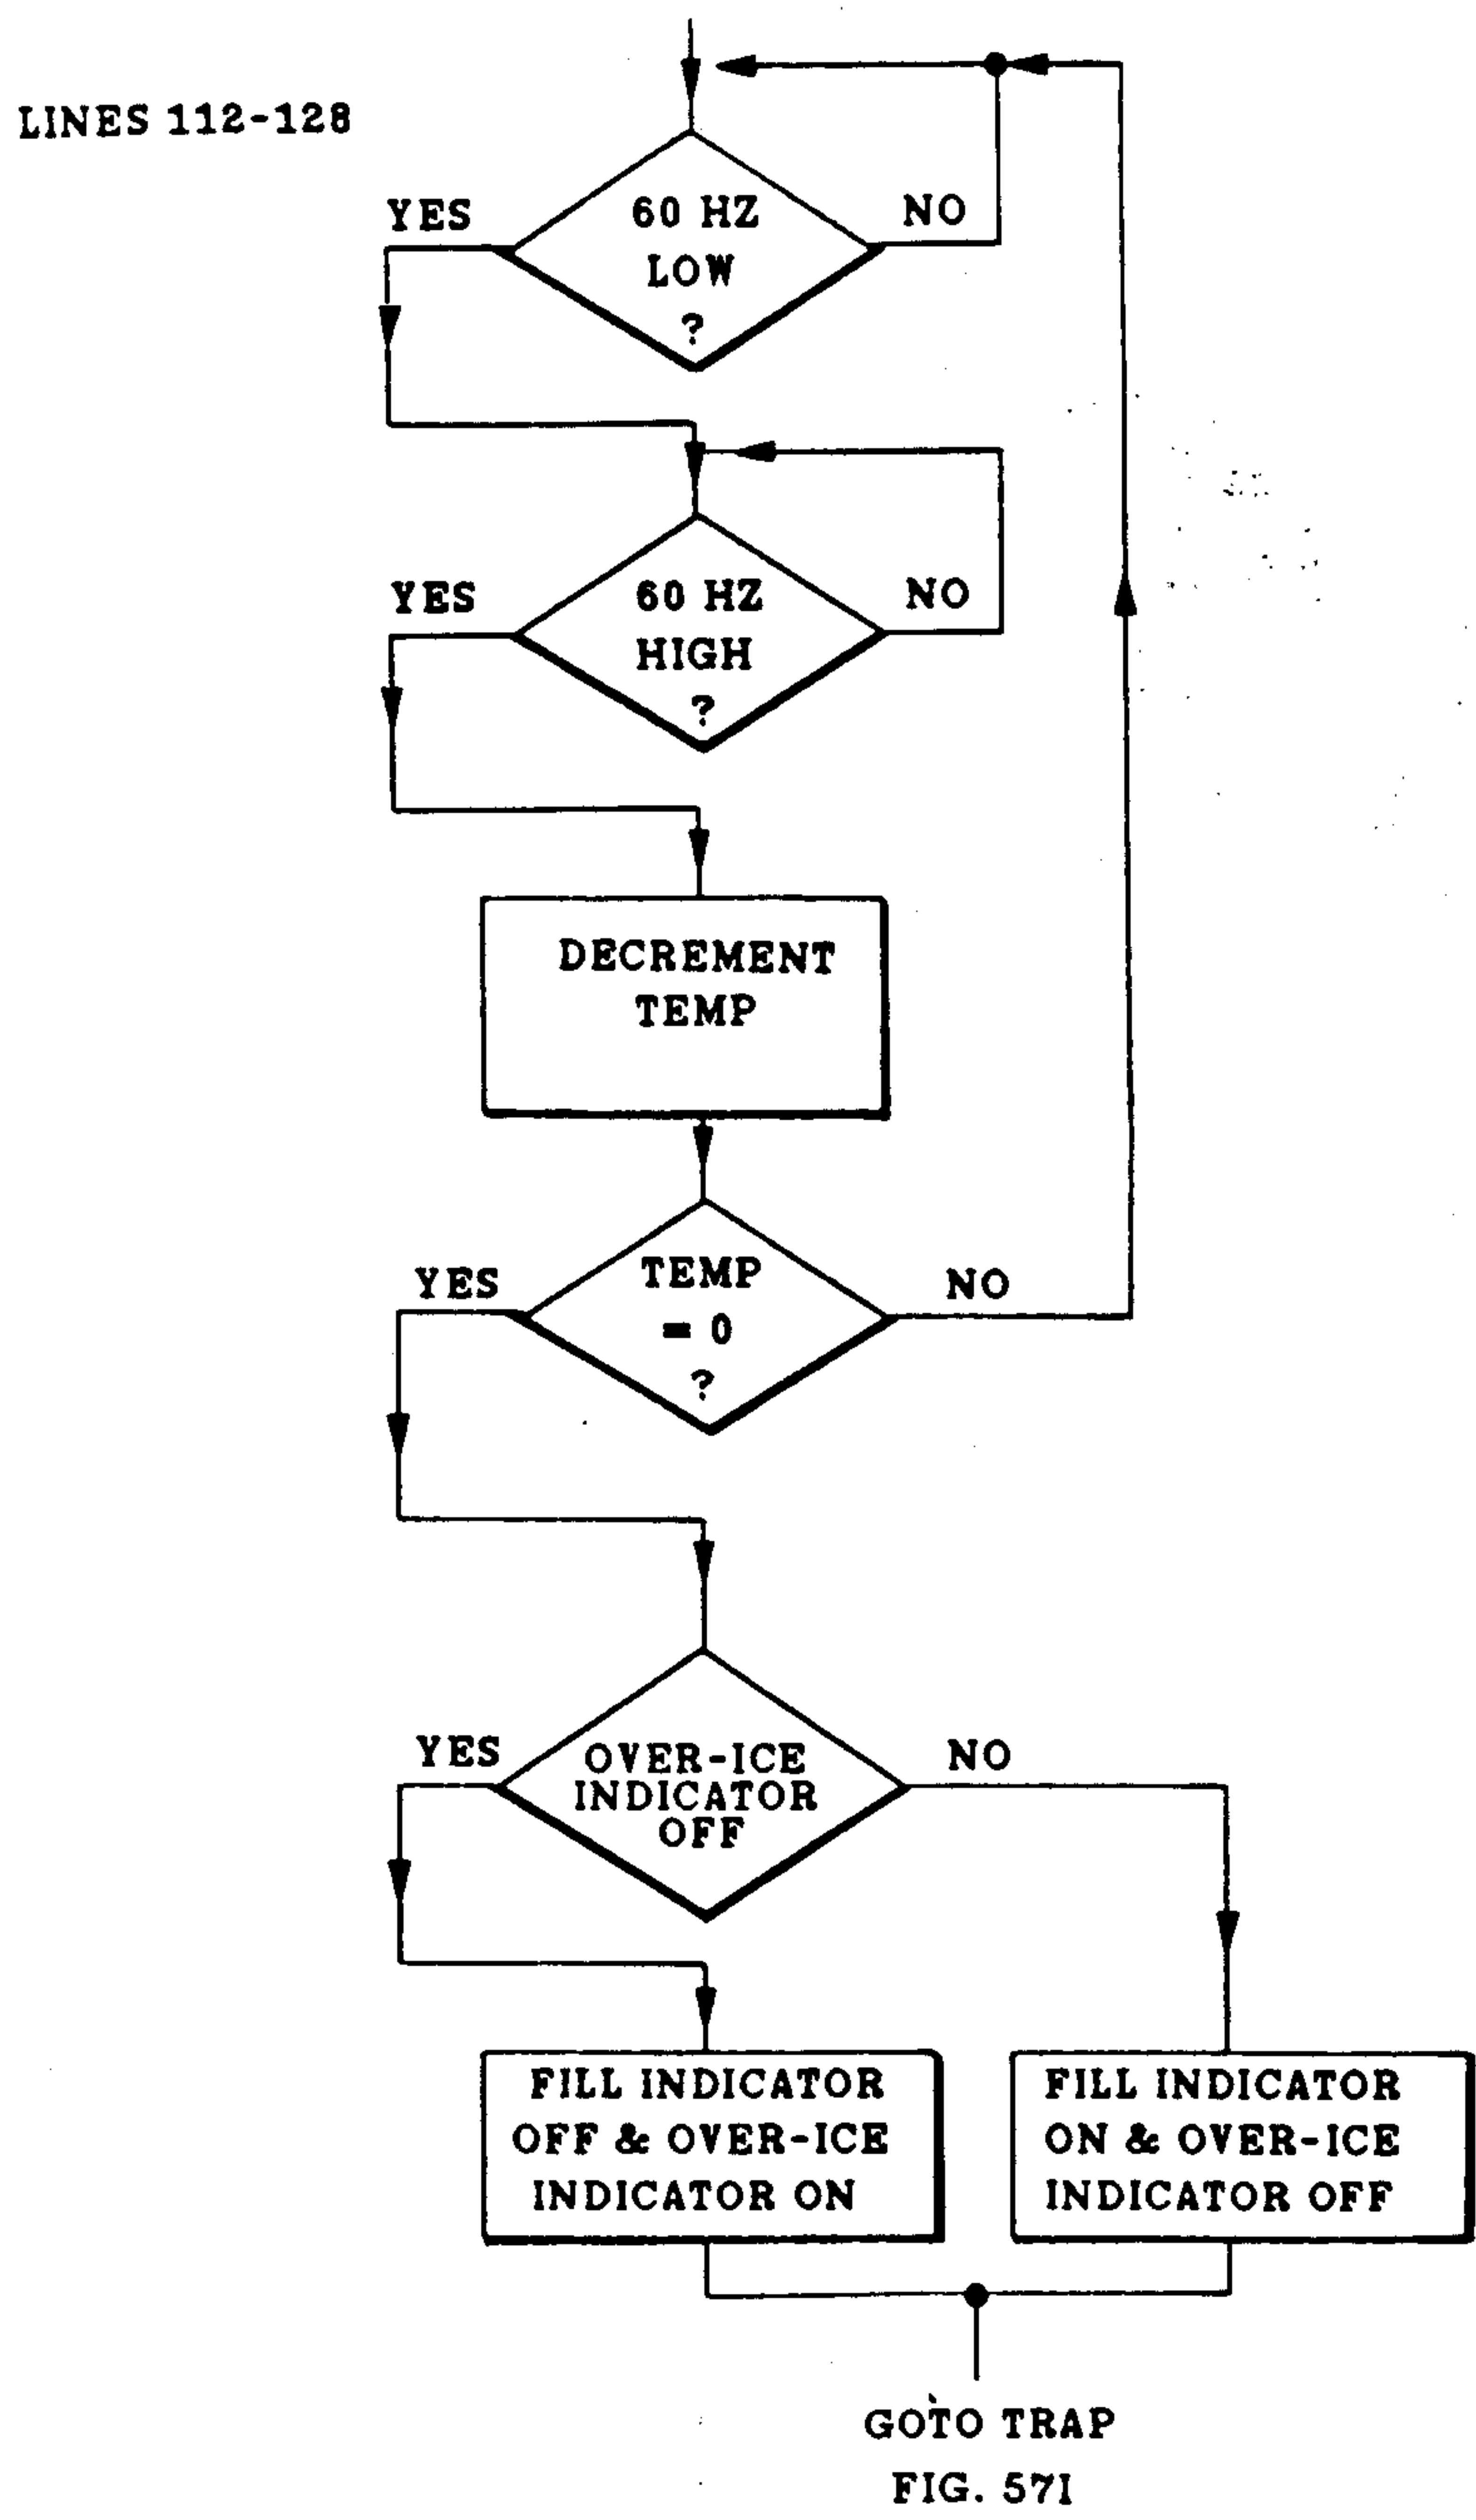 LINES 112-128
YES
60 HZ
NO
LOW
?
YES
60 HZ
NO
HIGH
?
DECREMENT
TEMP
YES
TEMP
NO
= 0
?
YES
OVER-ICE
NO
INDICATOR
OFF
FILL INDICATOR
OFF & OVER-ICE
INDICATOR ON
FILL INDICATOR
ON & OVER-ICE
INDICATOR OFF
GOTO TRAP
FIG. 57I